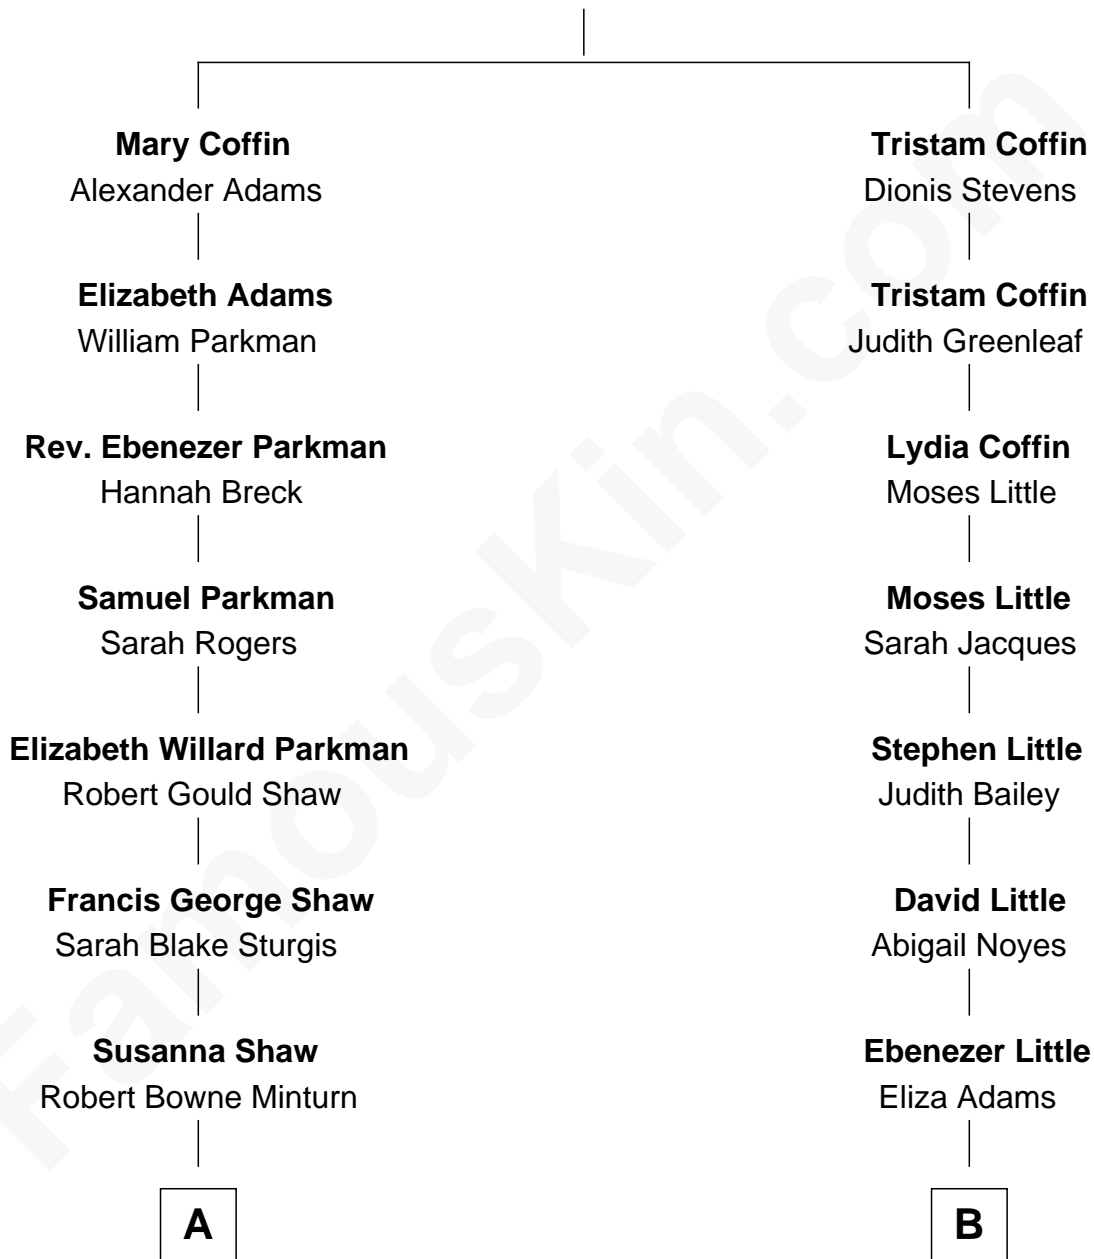 Mary Coffin
Alexander Adams
Elizabeth Adams
William Parkman
Rev. Ebenezer Parkman
Hannah Breck
Samuel Parkman
Sarah Rogers
Elizabeth Willard Parkman
Robert Gould Shaw
Francis George Shaw
Sarah Blake Sturgis
Susanna Shaw
Robert Bowne Minturn
A
Tristam Coffin
Dionis Stevens
Tristam Coffin
Judith Greenleaf
Lydia Coffin
Moses Little
Moses Little
Sarah Jacques
Stephen Little
Judith Bailey
David Little
Abigail Noyes
Ebenezer Little
Eliza Adams
B
FamousKin.com